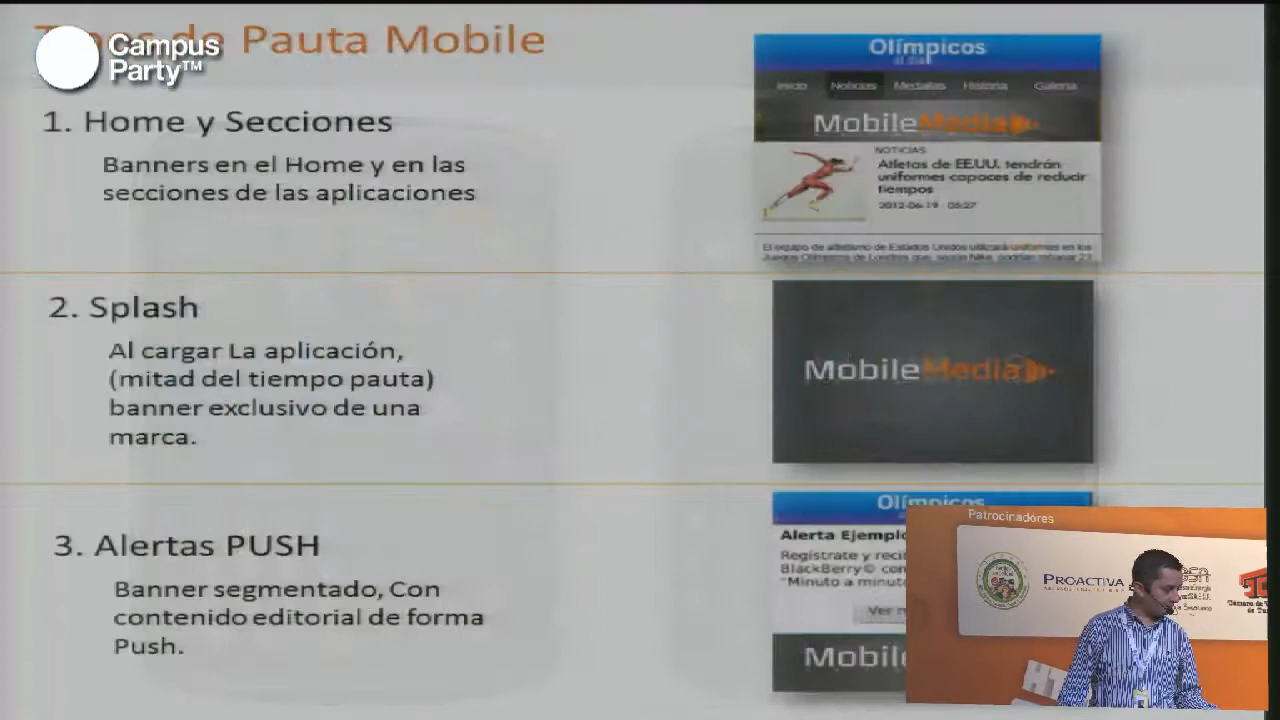 Tipos de Pauta Mobile
Campus
Party™
1. Home y Secciones
Banners en el Home y en las
secciones de las aplicaciones
Olímpicos
al día
Inicio Noticias Medallas Historia Galeria
MobileMedia
NOTICIAS
Atletas de EE.UU. tendrán
uniformes capaces de reducir
tiempos
2012-06-19 05:27
El equipo de atletismo de Estados Unidos utilizará uniformes en los
Juegos Olímpicos de Londres que, según Nike, podrían rebajar
2. Splash
Al cargar La aplicación,
(mitad del tiempo pauta)
banner exclusivo de una
marca.
MobileMedia
3. Alertas PUSH
Banner segmentado, Con
contenido editorial de forma
Push.
Olímpicos
Alerta Ejemplo
Regístrate y reci
BlackBerry© con
"Minuto a minuto
Ver
Mobile
Patrocinadores
PROACTIVA